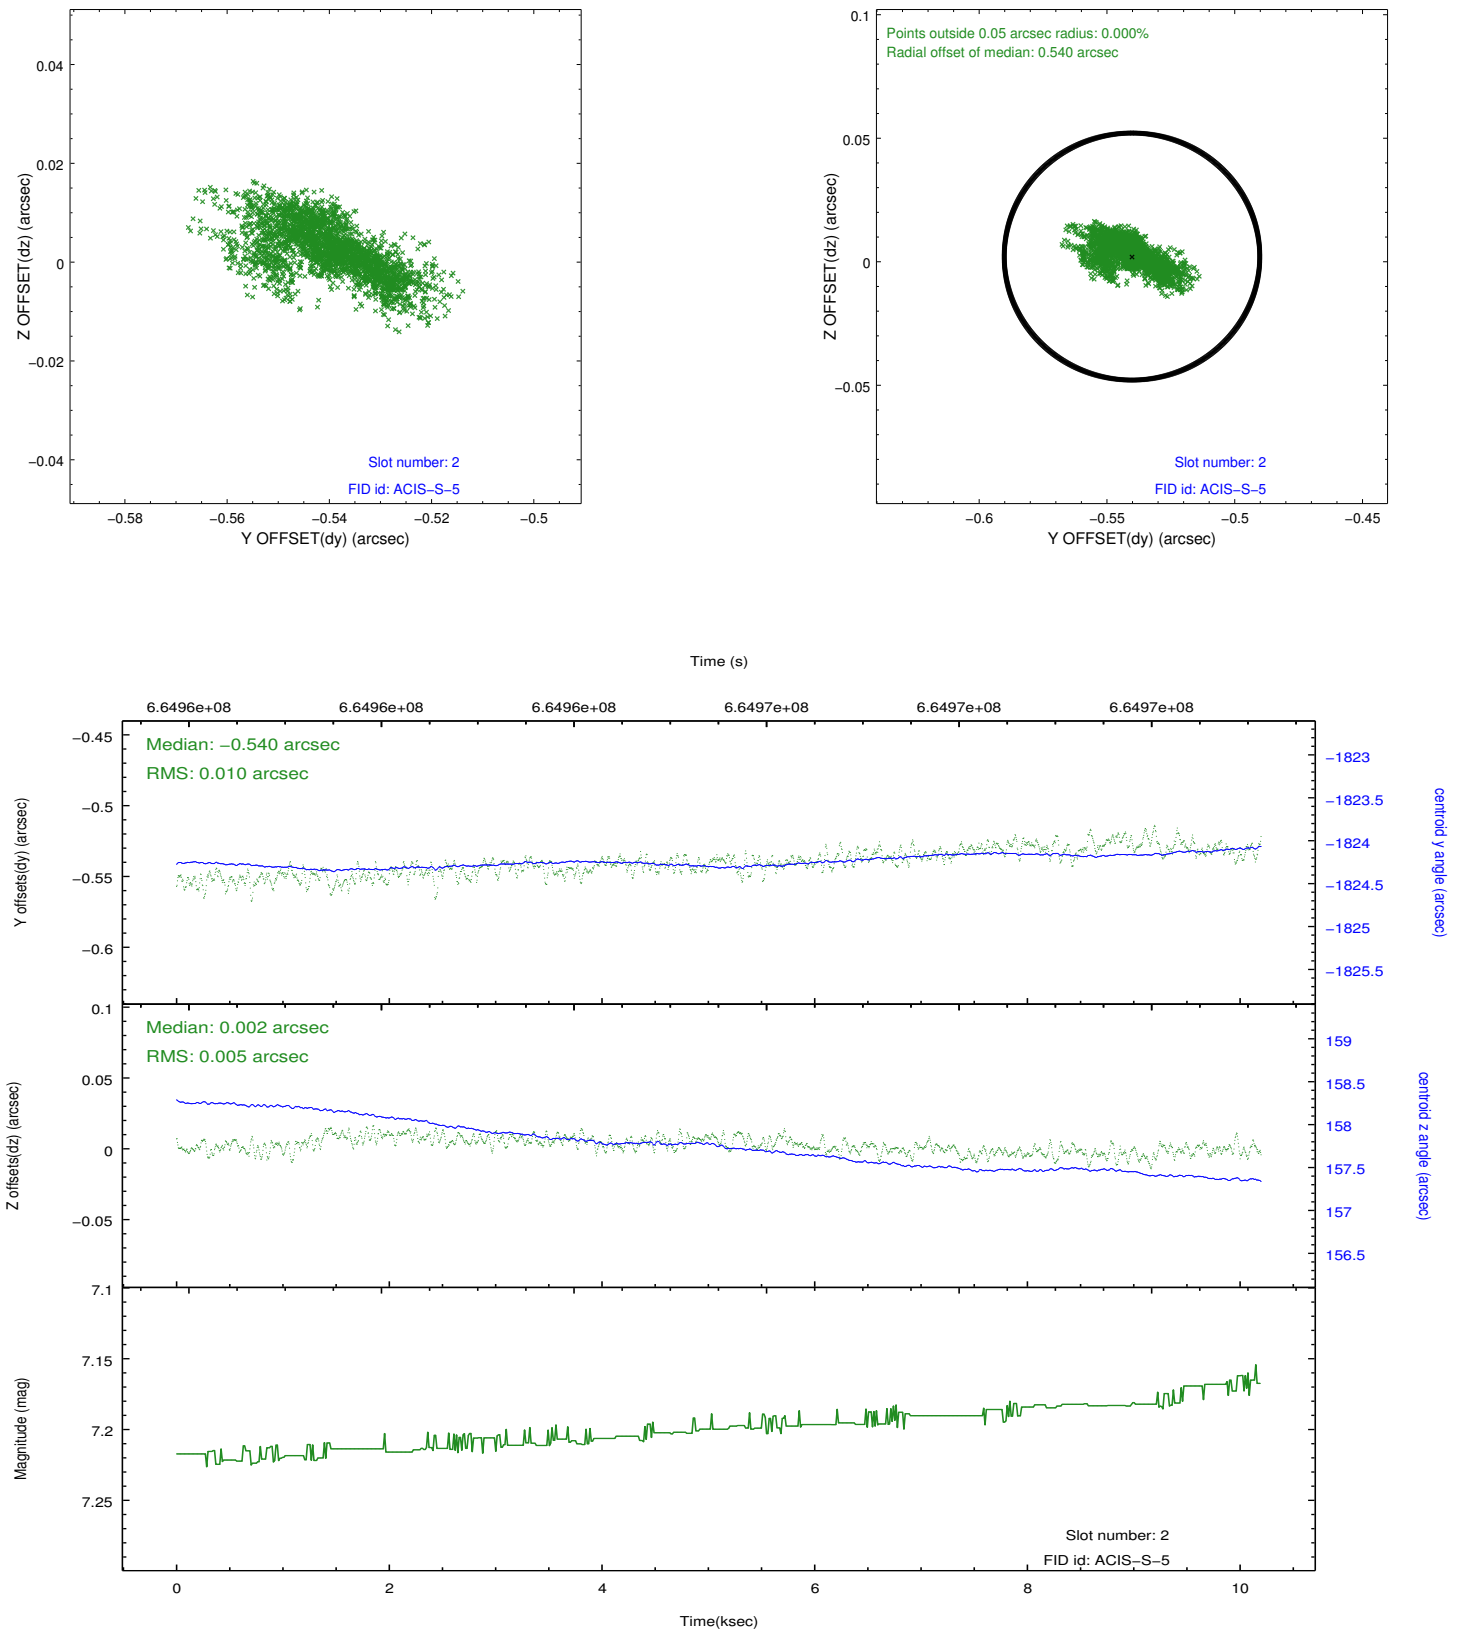 0.04
0.02
0
−0.02
−0.04
Z OFFSET(dz) (arcsec)
Slot number: 2
FID id: ACIS−S−5
−0.58
−0.56
−0.54
−0.52
−0.5
Y OFFSET(dy) (arcsec)
Points outside 0.05 arcsec radius: 0.000%
Radial offset of median: 0.540 arcsec
0.1
0.05
0
−0.05
Z OFFSET(dz) (arcsec)
Slot number: 2
FID id: ACIS−S−5
−0.6
−0.55
−0.5
−0.45
Y OFFSET(dy) (arcsec)
Time (s)
6.6496e+08
6.6496e+08
6.6496e+08
6.6497e+08
6.6497e+08
6.6497e+08
Median: −0.540 arcsec
RMS: 0.010 arcsec
−0.45
−0.5
−0.55
−0.6
Y offsets(dy) (arcsec)
−1823
−1823.5
−1824
−1824.5
−1825
−1825.5
centroid y angle (arcsec)
Median: 0.002 arcsec
RMS: 0.005 arcsec
0.1
0.05
0
−0.05
Z offsets(dz) (arcsec)
159
158.5
158
157.5
157
156.5
centroid z angle (arcsec)
7.1
7.15
7.2
7.25
Magnitude (mag)
Slot number: 2
FID id: ACIS−S−5
0
2
4
6
8
10
Time(ksec)